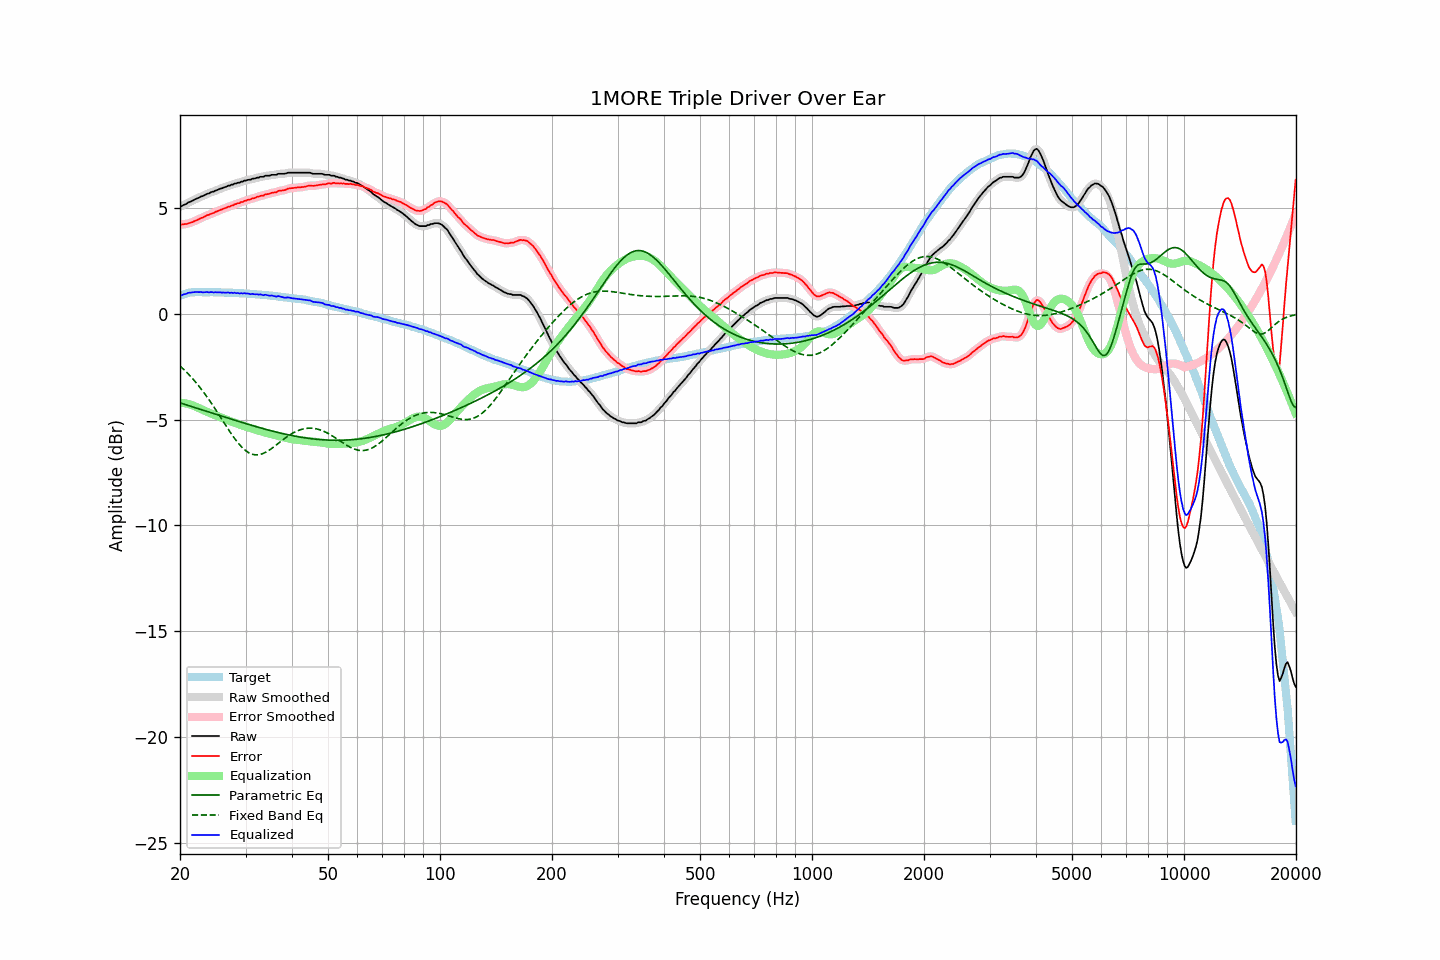 1MORE Triple Driver Over Ear
Amplitude (dBr)
5
0
−5
−10
−15
−20
−25
Target
Raw Smoothed
Error Smoothed
Raw
Error
Equalization
Parametric Eq
Fixed Band Eq
Equalized
20 50 100 200 500 1000 2000 5000 10000 20000
Frequency (Hz)